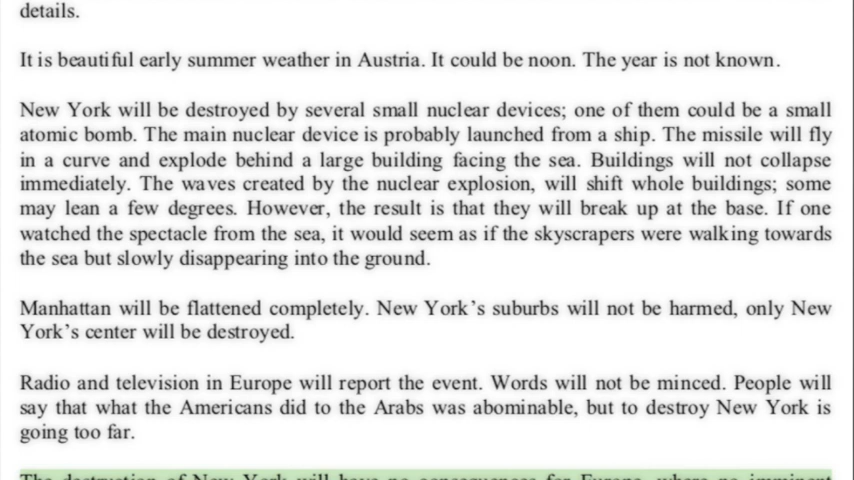 details.
It is beautiful early summer weather in Austria. It could be noon. The year is not known.
New York will be destroyed by several small nuclear devices; one of them could be a small
atomic bomb. The main nuclear device is probably launched from a ship. The missile will fly
in a curve and explode behind a large building facing the sea. Buildings will not collapse
immediately. The waves created by the nuclear explosion, will shift whole buildings; some
may lean a few degrees. However, the result is that they will break up at the base. If one
watched the spectacle from the sea, it would seem as if the skyscrapers were walking towards
the sea but slowly disappearing into the ground.
Manhattan will be flattened completely. New York's suburbs will not be harmed, only New
York's center will be destroyed.
Radio and television in Europe will report the event. Words will not be minced. People will
say that what the Americans did to the Arabs was abominable, but to destroy New York is
going too far.
The destruction of New York will have no consequences for Europe, where no imminent